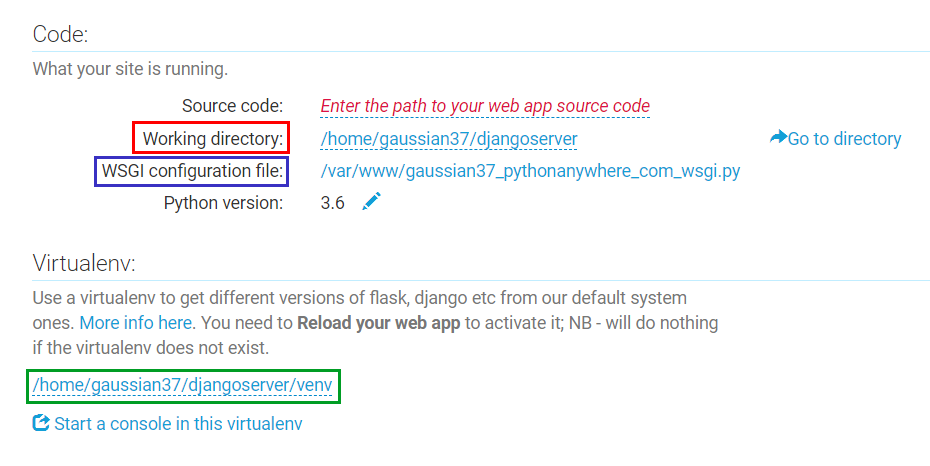 Code:
What your site is running.
Source code: Enter the path to your web app source code
Working directory: /home/gaussian37/djangoserver Go to directory
WSGI configuration file: /var/www/gaussian37_pythonanywhere_com_wsgi.py
Python version: 3.6
Virtualenv:
Use a virtualenv to get different versions of flask, django etc from our default system
ones. More info here. You need to Reload your web app to activate it; NB - will do nothing
if the virtualenv does not exist.
/home/gaussian37/djangoserver/venv
Start a console in this virtualenv